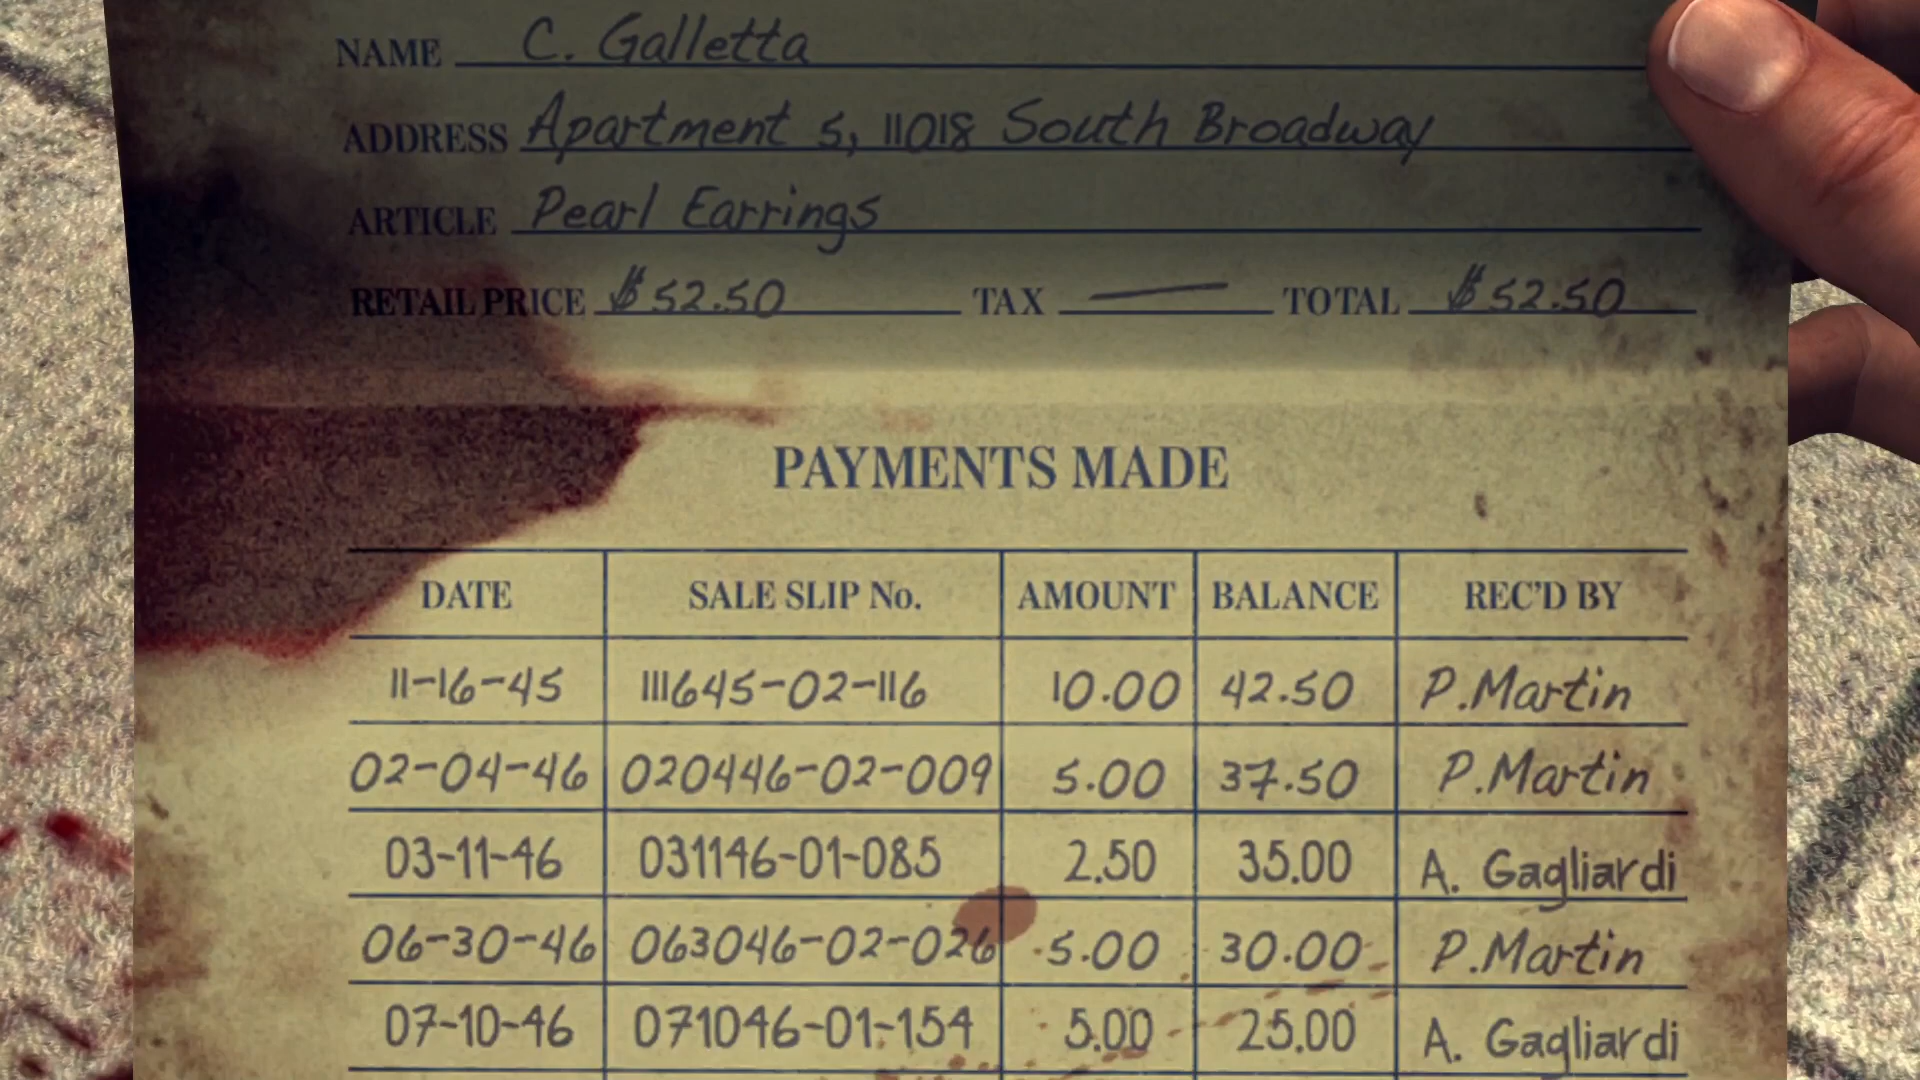 NAME C. Galletta
ADDRESS Apartment 5, 11018 South Broadway
ARTICLE Pearl Earrings
RETAIL PRICE $52.50 TAX — TOTAL $52.50
PAYMENTS MADE
DATE SALE SLIP No. AMOUNT BALANCE REC'D BY
11-16-45 111645-02-116 10.00 42.50 P.Martin
02-04-46 020446-02-009 5.00 37.50 P.Martin
03-11-46 031146-01-085 2.50 35.00 A. Gagliardi
06-30-46 063046-02-026 5.00 30.00 P.Martin
07-10-46 071046-01-154 5.00 25.00 A. Gagliardi